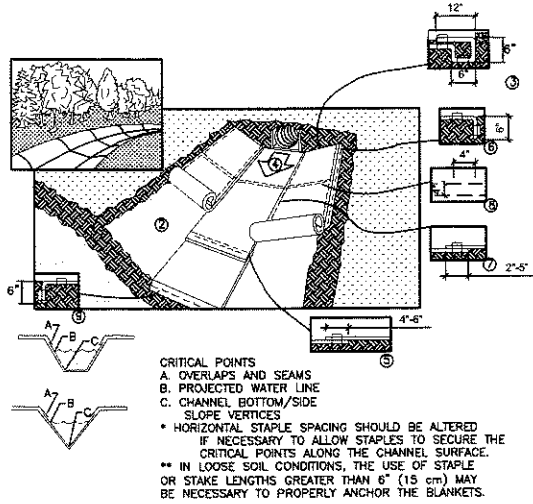 12"
6"
6"
③
6"
⑥
④
4"
⑧
②
⑦
2"-5"
6"
⑨
4"-6"
⑤
A
B
C
A
B
C
CRITICAL POINTS
A. OVERLAPS AND SEAMS
B. PROJECTED WATER LINE
C. CHANNEL BOTTOM/SIDE
SLOPE VERTICES
* HORIZONTAL STAPLE SPACING SHOULD BE ALTERED
IF NECESSARY TO ALLOW STAPLES TO SECURE THE
CRITICAL POINTS ALONG THE CHANNEL SURFACE.
** IN LOOSE SOIL CONDITIONS, THE USE OF STAPLE
OR STAKE LENGTHS GREATER THAN 6" (15 cm) MAY
BE NECESSARY TO PROPERLY ANCHOR THE BLANKETS.